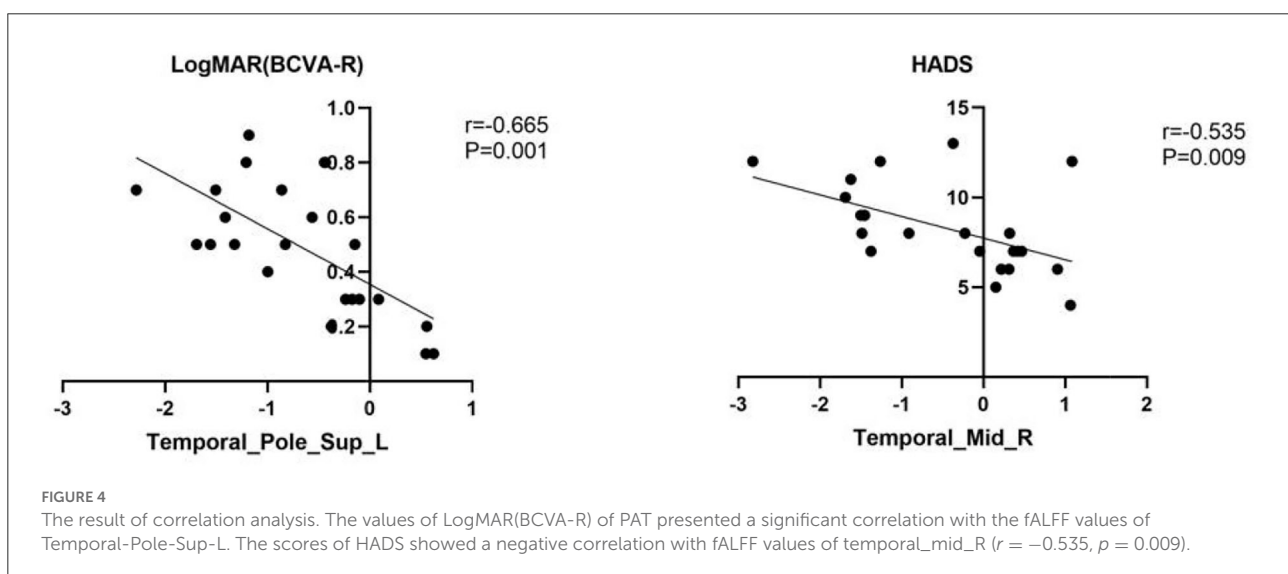 LogMAR(BCVA-R)
r=-0.665
P=0.001
1.0
0.8
0.6
0.4
0.2
-3 -2 -1 0 1
Temporal_Pole_Sup_L
HADS
r=-0.535
P=0.009
15
10
5
-3 -2 -1 0 1 2
Temporal_Mid_R
FIGURE 4
The result of correlation analysis. The values of LogMAR(BCVA-R) of PAT presented a significant correlation with the fALFF values of
Temporal-Pole-Sup-L. The scores of HADS showed a negative correlation with fALFF values of temporal_mid_R (r = −0.535, p = 0.009).